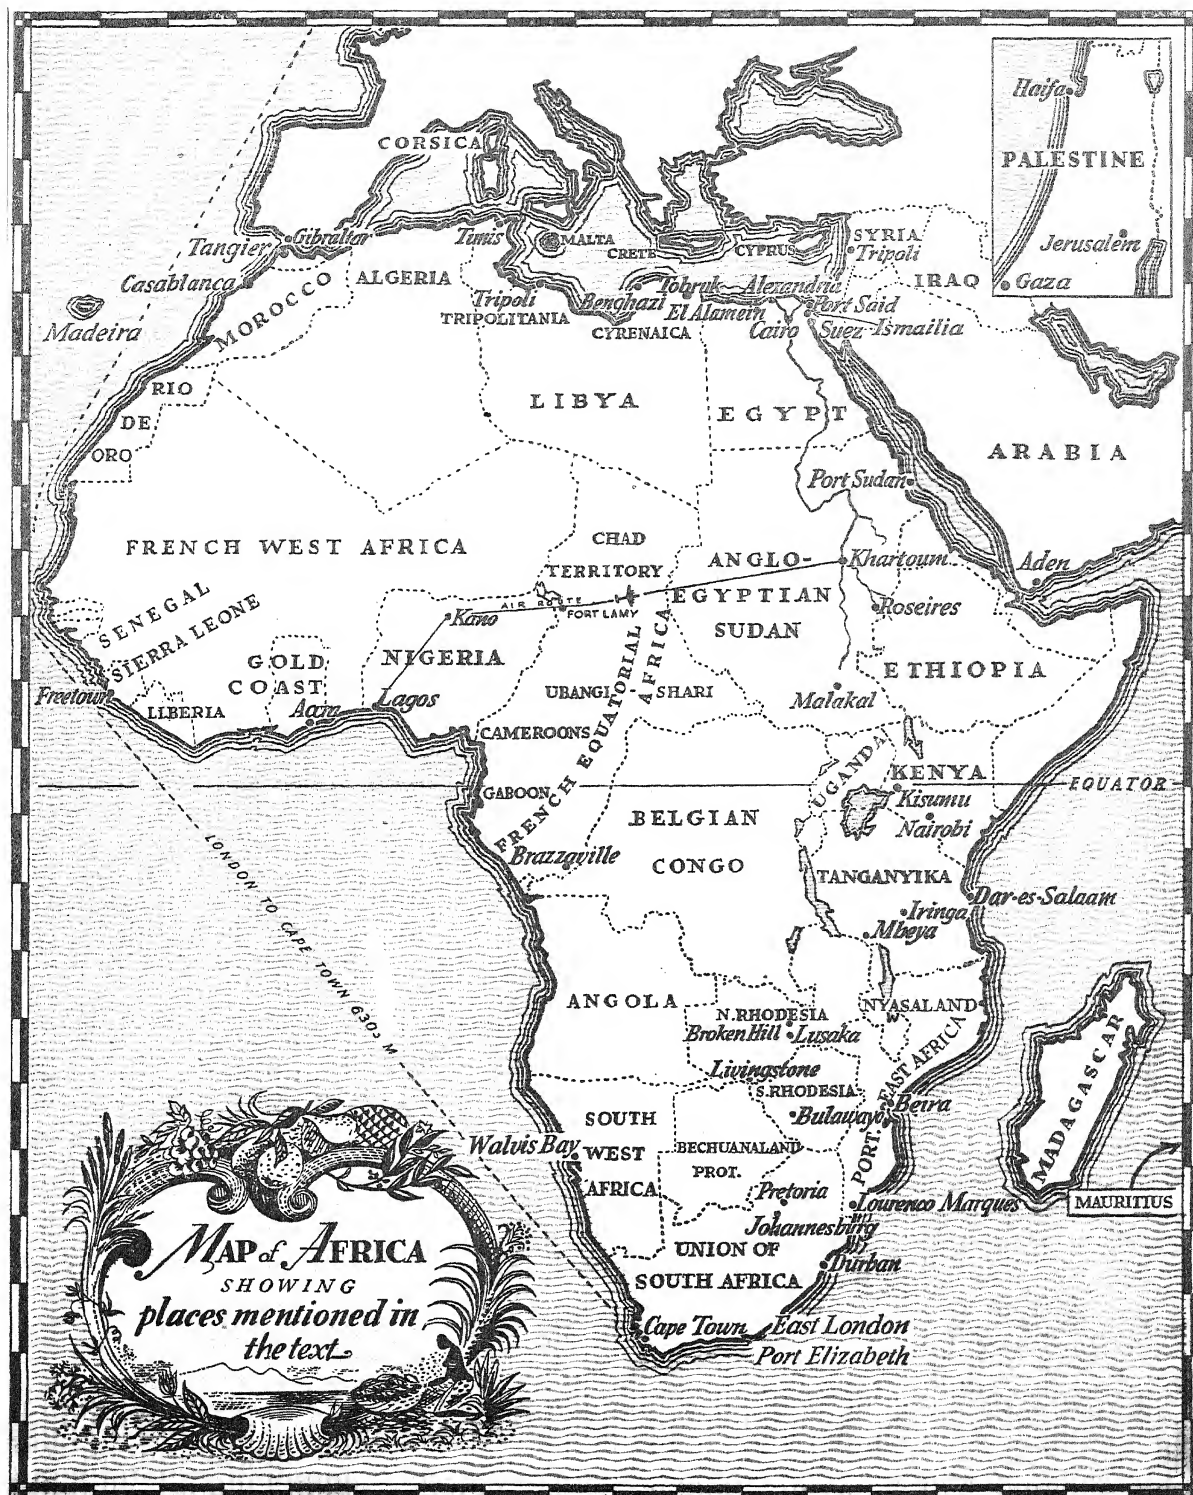 Haifa
PALESTINE
Jerusalem
Gaza
CORSICA
Tangier
Gibraltar
Tunis
MALTA
CRETE
CYPRUS
SYRIA
Tripoli
IRAQ
Casablanca
MOROCCO
ALGERIA
Tripoli
TRIPOLITANIA
Benghazi
Tobruk
Alexandria
El Alamein
Port Said
CYRENAICA
Cairo
Suez
Ismailia
Madeira
RIO
DE
ORO
LIBYA
EGYPT
ARABIA
Port Sudan
FRENCH WEST AFRICA
CHAD
TERRITORY
ANGLO-
EGYPTIAN
SUDAN
Khartoum
Aden
AIR ROUTE
FORT LAMY
Kano
Roseires
SENEGAL
SIERRA LEONE
GOLD
COAST
NIGERIA
FRENCH EQUATORIAL
AFRICA
UBANGI - SHARI
ETHIOPIA
Malakal
Freetown
LIBERIA
Lagos
CAMEROONS
UGANDA
KENYA
EQUATOR
GABOON
Kisumu
Nairobi
BELGIAN
CONGO
Brazzaville
TANGANYIKA
Dar-es-Salaam
Iringa
Mbeya
LONDON TO CAPE TOWN 6303 M
ANGOLA
N. RHODESIA
Broken Hill
Lusaka
NYASALAND
Livingstone
S. RHODESIA
PORT. EAST AFRICA
Beira
Bulawayo
MADAGASCAR
MAURITIUS
Walvis Bay
SOUTH
WEST
AFRICA
BECHUANALAND
PROT.
Pretoria
Lourenco Marques
Johannesburg
UNION OF
SOUTH AFRICA
Durban
Cape Town
East London
Port Elizabeth
MAP of AFRICA
SHOWING
places mentioned in
the text